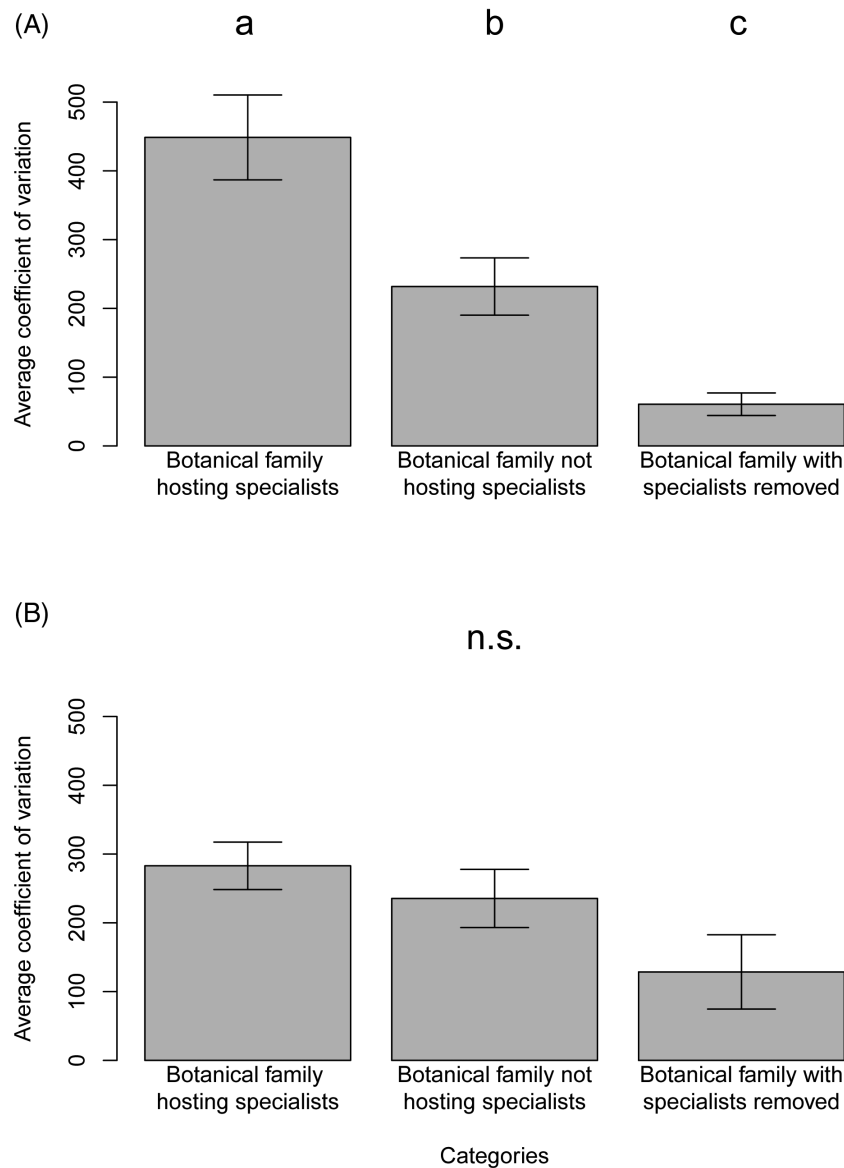 (A)
a b c
Average coefficient of variation
500
400
300
200
100
0
Botanical family
hosting specialists
Botanical family not
hosting specialists
Botanical family with
specialists removed
(B)
n.s.
Average coefficient of variation
500
400
300
200
100
0
Botanical family
hosting specialists
Botanical family not
hosting specialists
Botanical family with
specialists removed
Categories